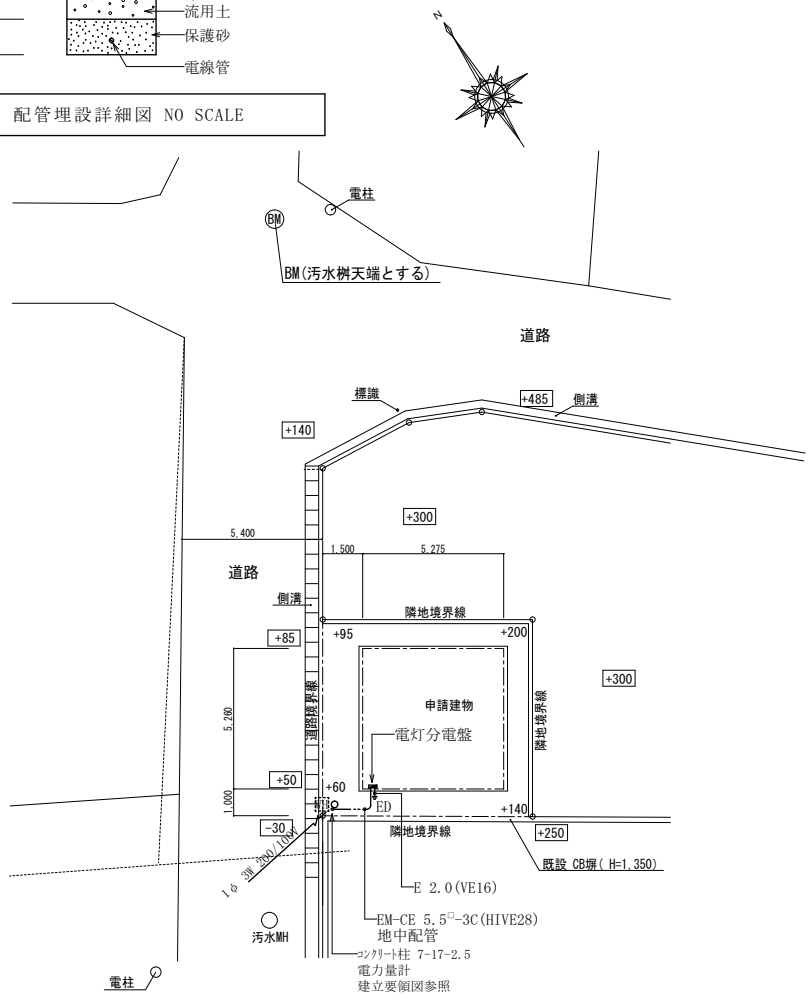 流用土
保護砂
電線管
配管埋設詳細図 NO SCALE
N
電柱
BM
BM(汚水桝天端とする)
道路
標識
+485
側溝
+140
+300
5,400
1,500
5,275
道路
側溝
隣地境界線
+85
+95
+200
+300
申請建物
道路境界線
隣地境界線
5,260
電灯分電盤
+50
+60
1,000
ED
+140
-30
隣地境界線
+250
1φ 3W 200/100V
既設 CB塀( H=1,350)
E 2.0(VE16)
EM-CE 5.5□-3C(HIVE28)
地中配管
汚水MH
コンクリート柱 7-17-2.5
電力量計
建立要領図参照
電柱